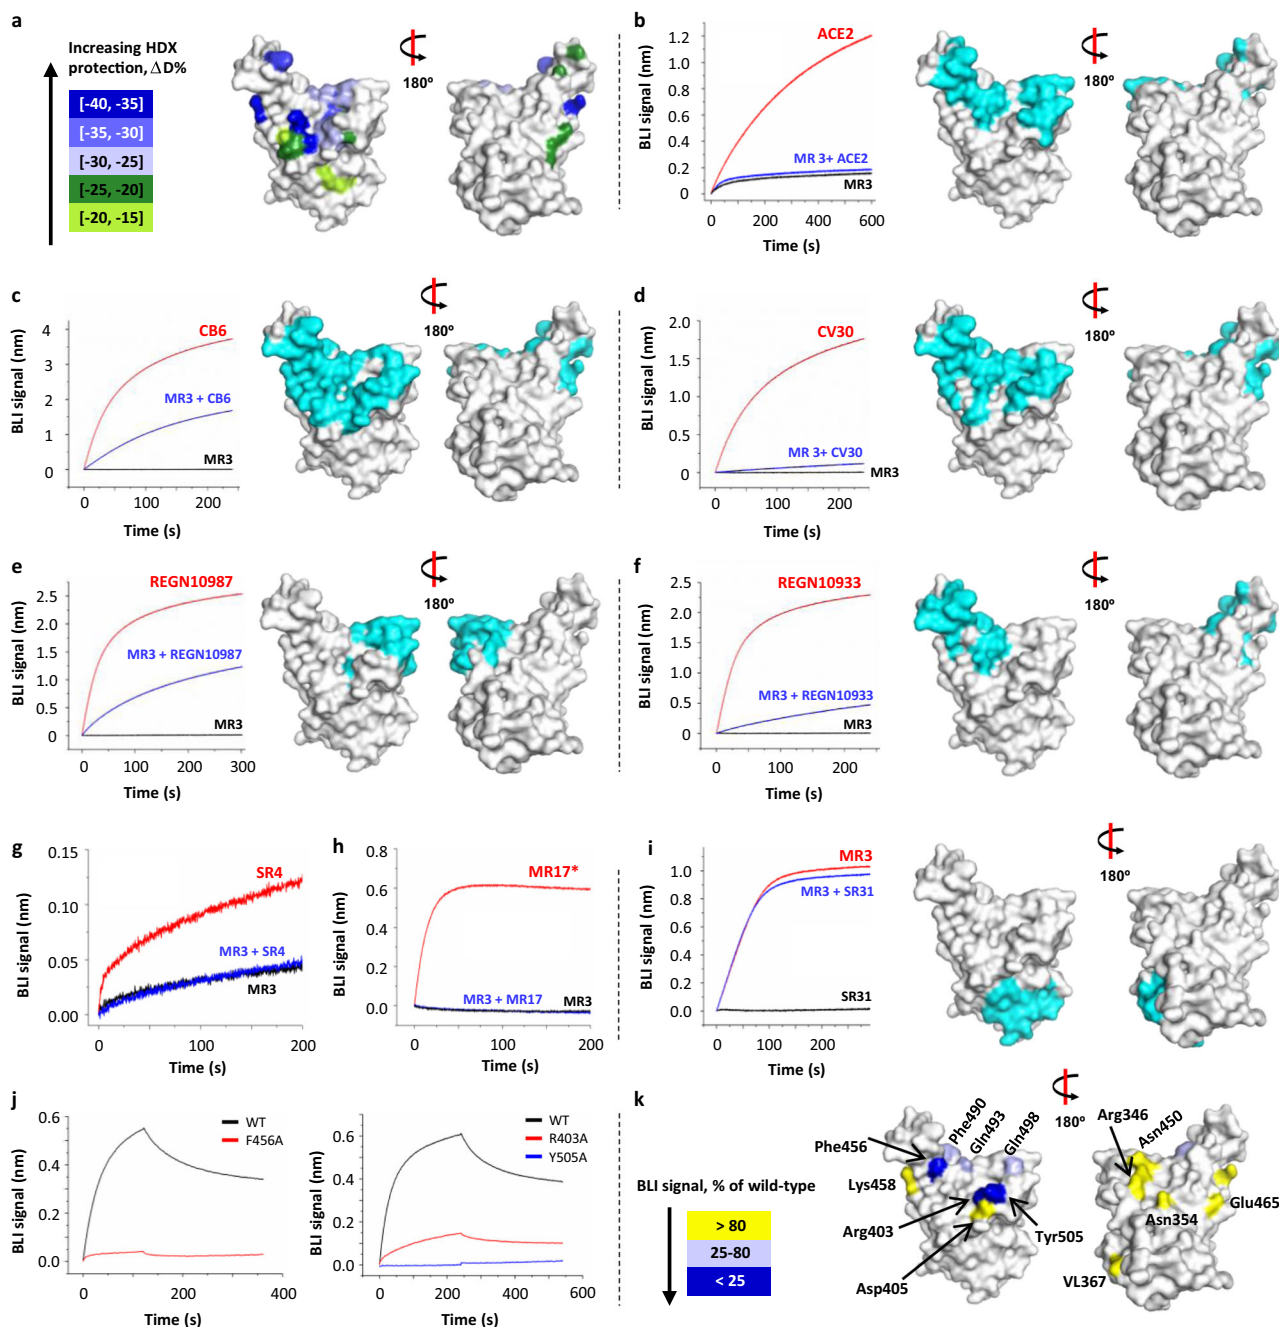 a
Increasing HDX
protection, ΔD%
[-40, -35]
[-35, -30]
[-30, -25]
[-25, -20]
[-20, -15]
180º
b
BLI signal (nm)
1.2
1.0
0.8
0.6
0.4
0.2
0
ACE2
MR 3+ ACE2
MR3
0 200 400 600
Time (s)
180º
c
BLI signal (nm)
4
3
2
1
0
CB6
MR3 + CB6
MR3
0 100 200
Time (s)
180º
d
BLI signal (nm)
2.0
1.5
1.0
0.5
0
CV30
MR 3+ CV30
MR3
0 100 200
Time (s)
180º
e
BLI signal (nm)
2.5
2.0
1.5
1.0
0.5
0
REGN10987
MR3 + REGN10987
MR3
0 100 200 300
Time (s)
180º
f
BLI signal (nm)
2.5
2.0
1.5
1.0
0.5
0
REGN10933
MR3 + REGN10933
MR3
0 100 200
Time (s)
180º
g
BLI signal (nm)
0.15
0.10
0.05
0.00
SR4
MR3 + SR4
MR3
0 100 200
Time (s)
h
BLI signal (nm)
0.8
0.6
0.4
0.2
0.0
MR17*
MR3 + MR17
MR3
0 100 200
Time (s)
i
BLI signal (nm)
1.0
0.8
0.6
0.4
0.2
0.0
MR3
MR3 + SR31
SR31
0 100 200
Time (s)
180º
j
BLI signal (nm)
0.6
0.4
0.2
0.0
WT
F456A
0 200 400
Time (s)
BLI signal (nm)
0.6
0.4
0.2
0.0
WT
R403A
Y505A
0 200 400 600
Time (s)
k
BLI signal, % of wild-type
> 80
25-80
< 25
Phe456
Phe490
Gln493
Gln498
Lys458
Arg403
Asp405
Tyr505
180º
Arg346
Asn450
Asn354
Glu465
VL367